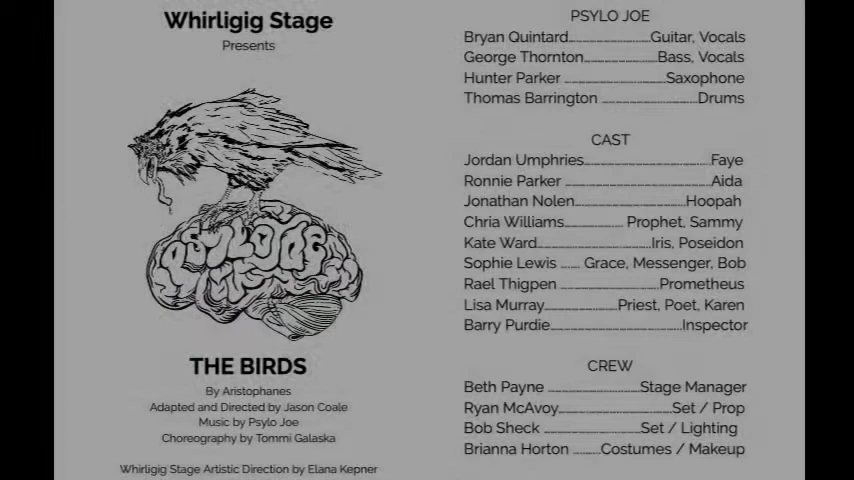 Whirligig Stage
Presents
PSYLO JOE
THE BIRDS
By Aristophanes
Adapted and Directed by Jason Coale
Music by Psylo Joe
Choreography by Tommi Galaska
Whirligig Stage Artistic Direction by Elana Kepner
PSYLO JOE
Bryan Quintard........................Guitar, Vocals
George Thornton.....................Bass, Vocals
Hunter Parker ..........................Saxophone
Thomas Barrington .........................Drums
CAST
Jordan Umphries................................Faye
Ronnie Parker .....................................Aida
Jonathan Nolen............................Hoopah
Chria Williams............... Prophet, Sammy
Kate Ward.............................Iris, Poseidon
Sophie Lewis ...... Grace, Messenger, Bob
Rael Thigpen .........................Prometheus
Lisa Murray...................Priest, Poet, Karen
Barry Purdie..................................Inspector
CREW
Beth Payne .......................Stage Manager
Ryan McAvoy.............................Set / Prop
Bob Sheck .........................Set / Lighting
Brianna Horton .......Costumes / Makeup